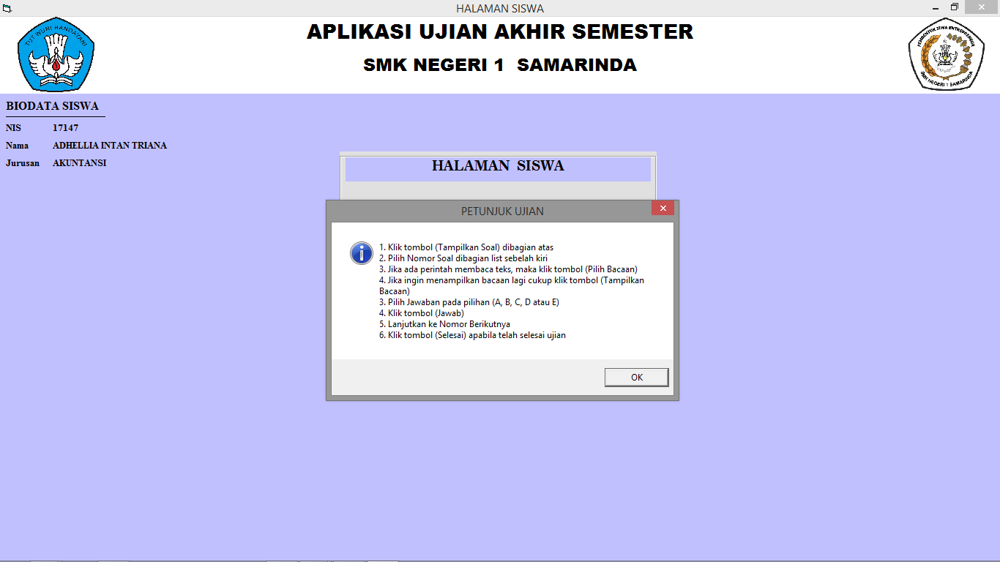 HALAMAN SISWA
TUT WURI HANDAYANI
APLIKASI UJIAN AKHIR SEMESTER
SMK NEGERI 1 SAMARINDA
PEMBENTUK JIWA ENTREPRENEUR
SMK NEGERI 1 SAMARINDA
BIODATA SISWA
NIS 17147
Nama ADHELLIA INTAN TRIANA
Jurusan AKUNTANSI
HALAMAN SISWA
PETUNJUK UJIAN
1. Klik tombol (Tampilkan Soal) dibagian atas
2. Pilih Nomor Soal dibagian list sebelah kiri
3. Jika ada perintah membaca teks, maka klik tombol (Pilih Bacaan)
4. Jika ingin menampilkan bacaan lagi cukup klik tombol (Tampilkan
Bacaan)
3. Pilih Jawaban pada pilihan (A, B, C, D atau E)
4. Klik tombol (Jawab)
5. Lanjutkan ke Nomor Berikutnya
6. Klik tombol (Selesai) apabila telah selesai ujian
OK